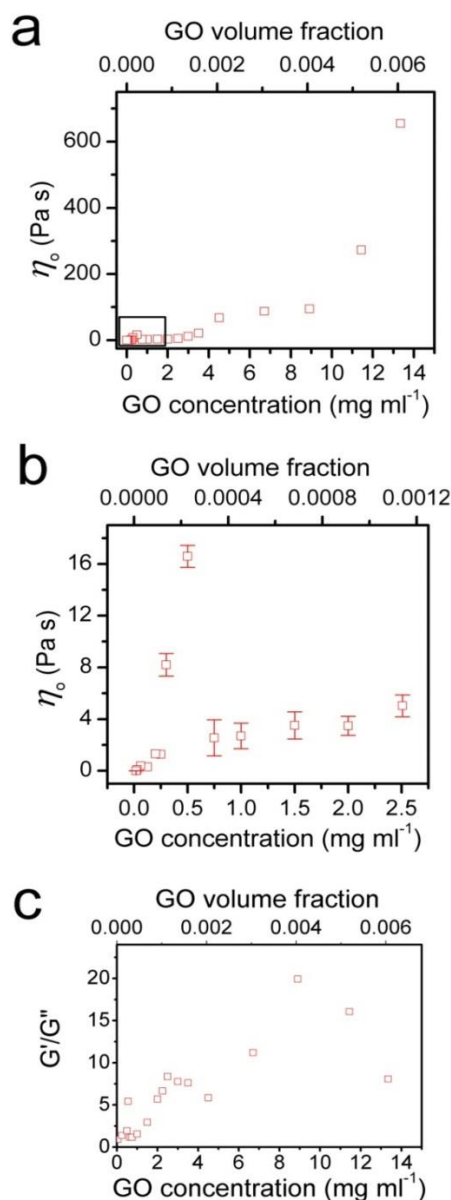 a
GO volume fraction
0.000 0.002 0.004 0.006
600
400
200
0
ηo (Pa s)
0 2 4 6 8 10 12 14
GO concentration (mg ml-1)
b
GO volume fraction
0.0000 0.0004 0.0008 0.0012
16
12
8
4
0
ηo (Pa s)
0.0 0.5 1.0 1.5 2.0 2.5
GO concentration (mg ml-1)
c
GO volume fraction
0.000 0.002 0.004 0.006
20
15
10
5
0
G'/G"
0 2 4 6 8 10 12 14
GO concentration (mg ml-1)